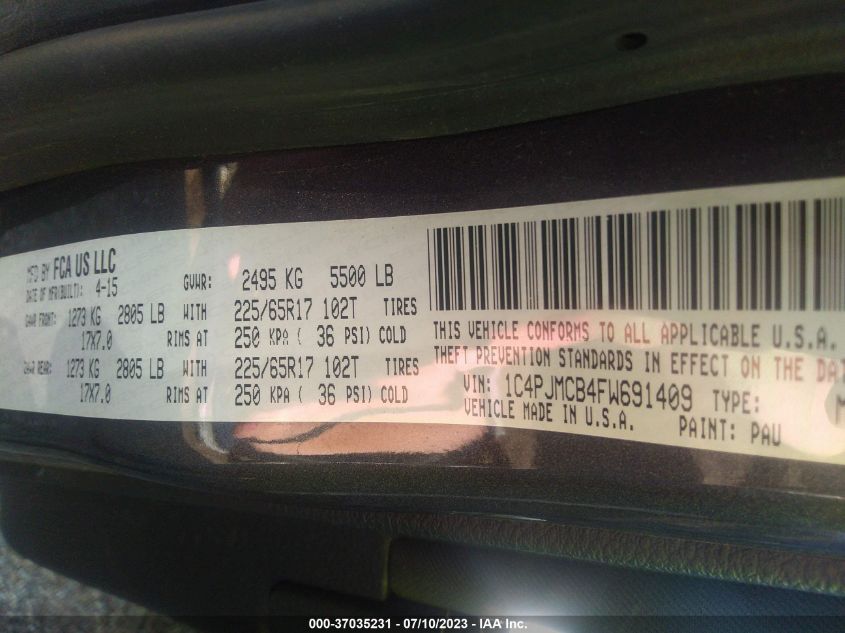 MFD BY FCA US LLC
DATE OF MFR(BUILT): 4-15
GVWR: 2495 KG 5500 LB
GAWR FRONT: 1273 KG 2805 LB WITH 225/65R17 102T TIRES
17X7.0 RIMS AT 250 KPA ( 36 PSI) COLD
GAWR REAR: 1273 KG 2805 LB WITH 225/65R17 102T TIRES
17X7.0 RIMS AT 250 KPA ( 36 PSI) COLD
THIS VEHICLE CONFORMS TO ALL APPLICABLE U.S.A.
THEFT PREVENTION STANDARDS IN EFFECT ON THE DA
VIN: 1C4PJMCB4FW691409 TYPE:
VEHICLE MADE IN U.S.A. PAINT: PAU
000-37035231 - 07/10/2023 - IAA Inc.